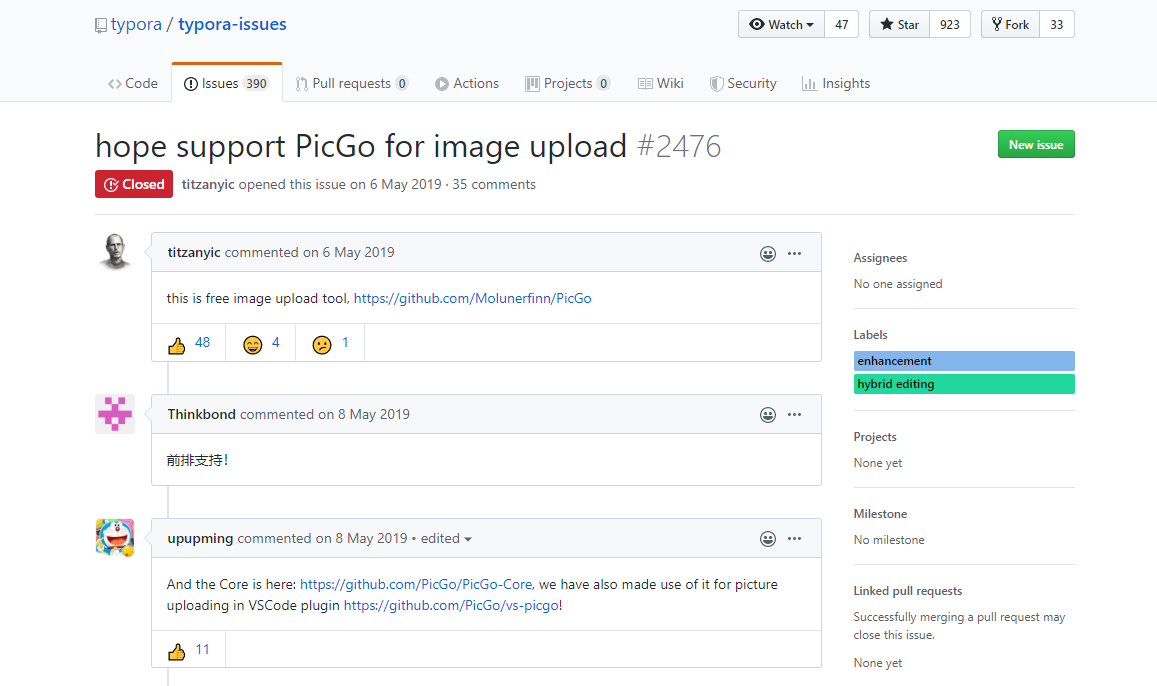 typora / typora-issues
Watch 47 Star 923 Fork 33
Code Issues 390 Pull requests 0 Actions Projects 0 Wiki Security Insights
hope support PicGo for image upload #2476
New issue
Closed titzanyic opened this issue on 6 May 2019 · 35 comments
titzanyic commented on 6 May 2019
this is free image upload tool, https://github.com/Molunerfinn/PicGo
48 4 1
Thinkbond commented on 8 May 2019
前排支持！
upupming commented on 8 May 2019 • edited
And the Core is here: https://github.com/PicGo/PicGo-Core, we have also made use of it for picture
uploading in VSCode plugin https://github.com/PicGo/vs-picgo!
11
Assignees
No one assigned
Labels
enhancement
hybrid editing
Projects
None yet
Milestone
No milestone
Linked pull requests
Successfully merging a pull request may
close this issue.
None yet